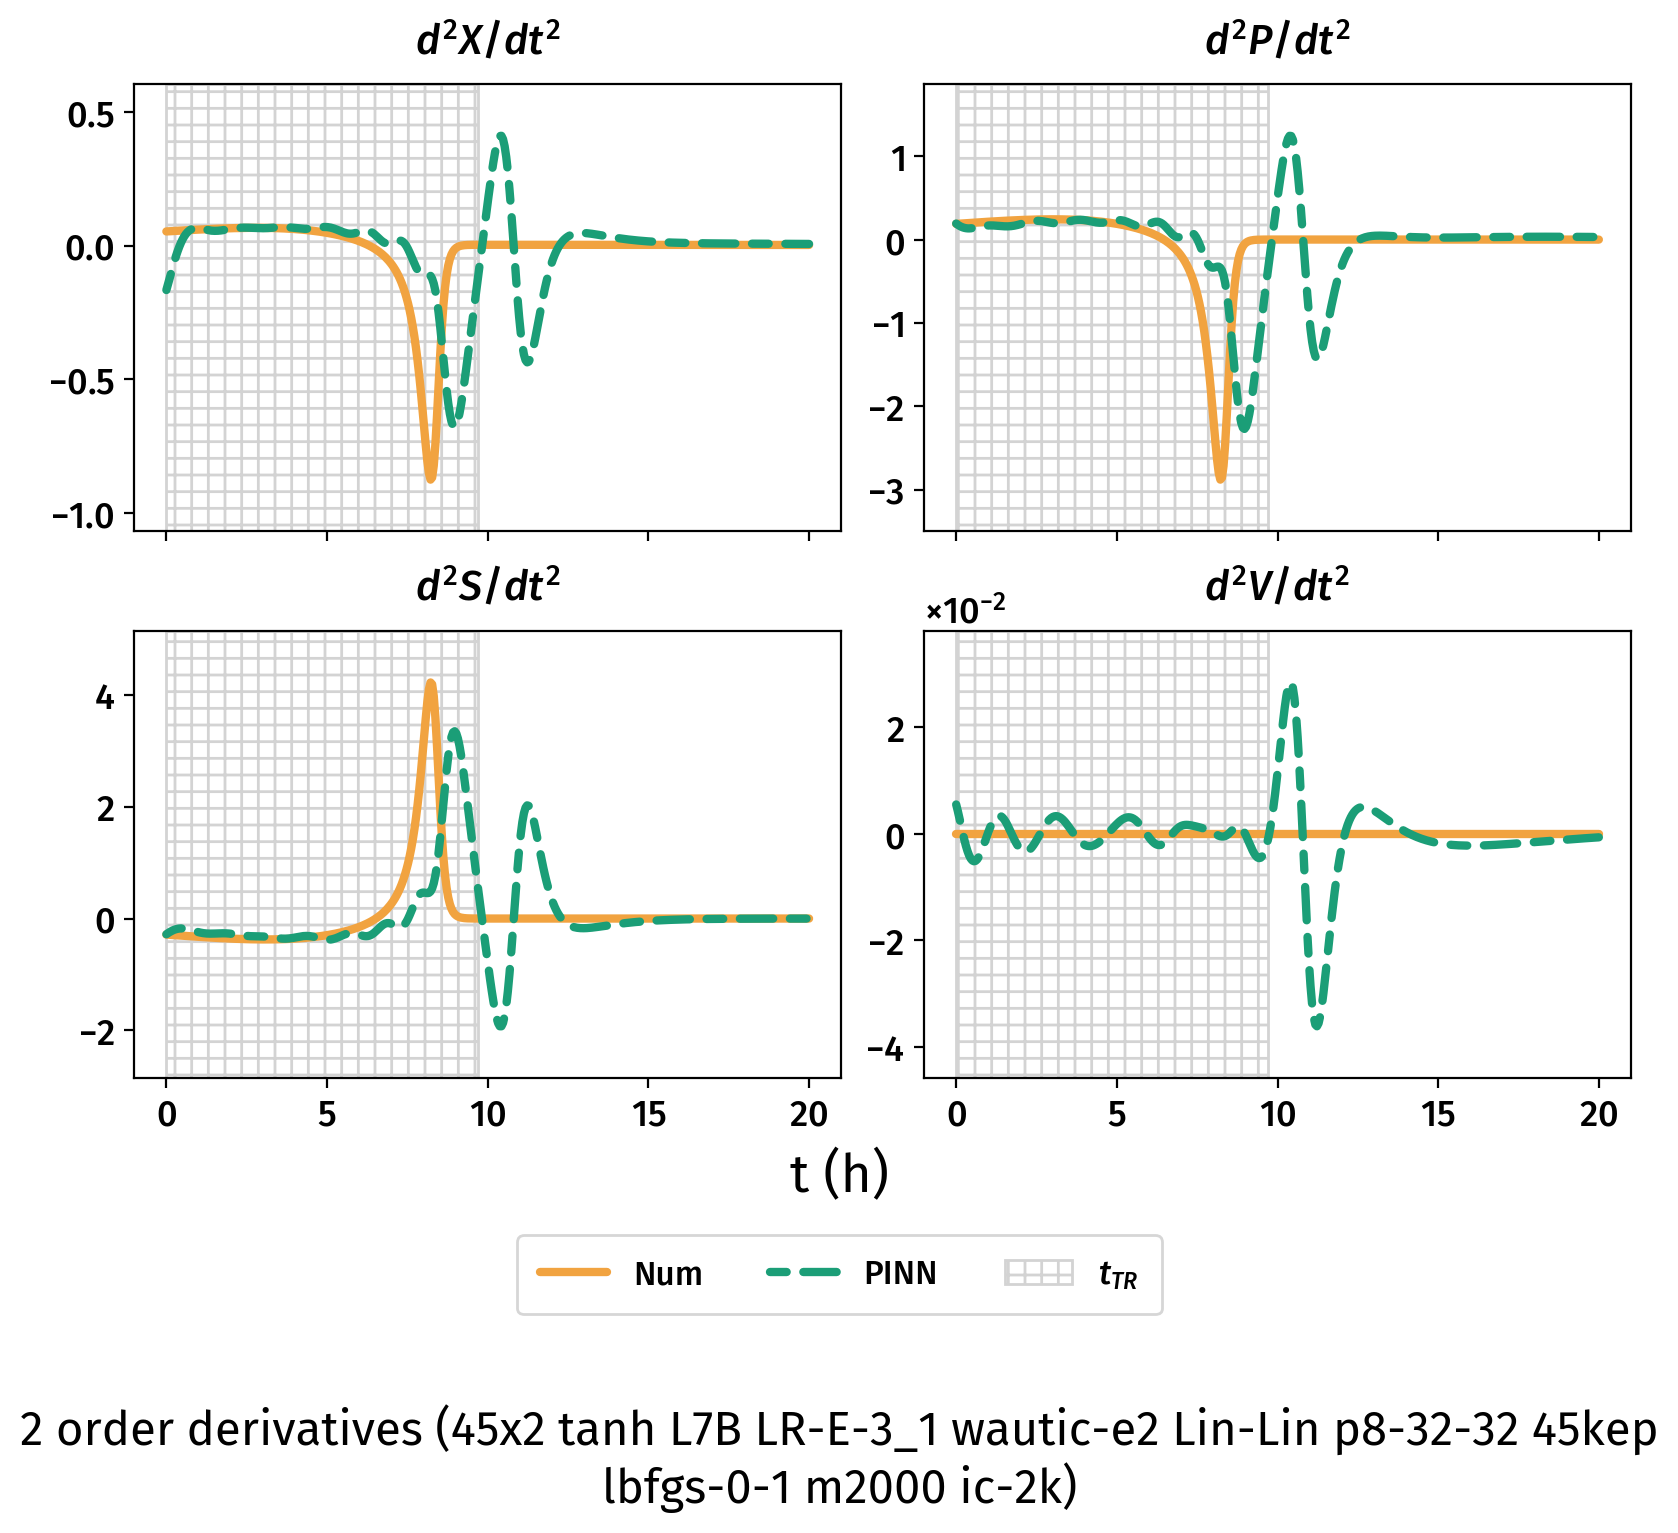 d²X/dt²
d²P/dt²
0.5
0.0
−0.5
−1.0
1
0
−1
−2
−3
d²S/dt²
d²V/dt²
×10⁻²
4
2
0
−2
2
0
−2
−4
0 5 10 15 20
0 5 10 15 20
t (h)
Num PINN t_TR
2 order derivatives (45x2 tanh L7B LR-E-3_1 wautic-e2 Lin-Lin p8-32-32 45kep
lbfgs-0-1 m2000 ic-2k)